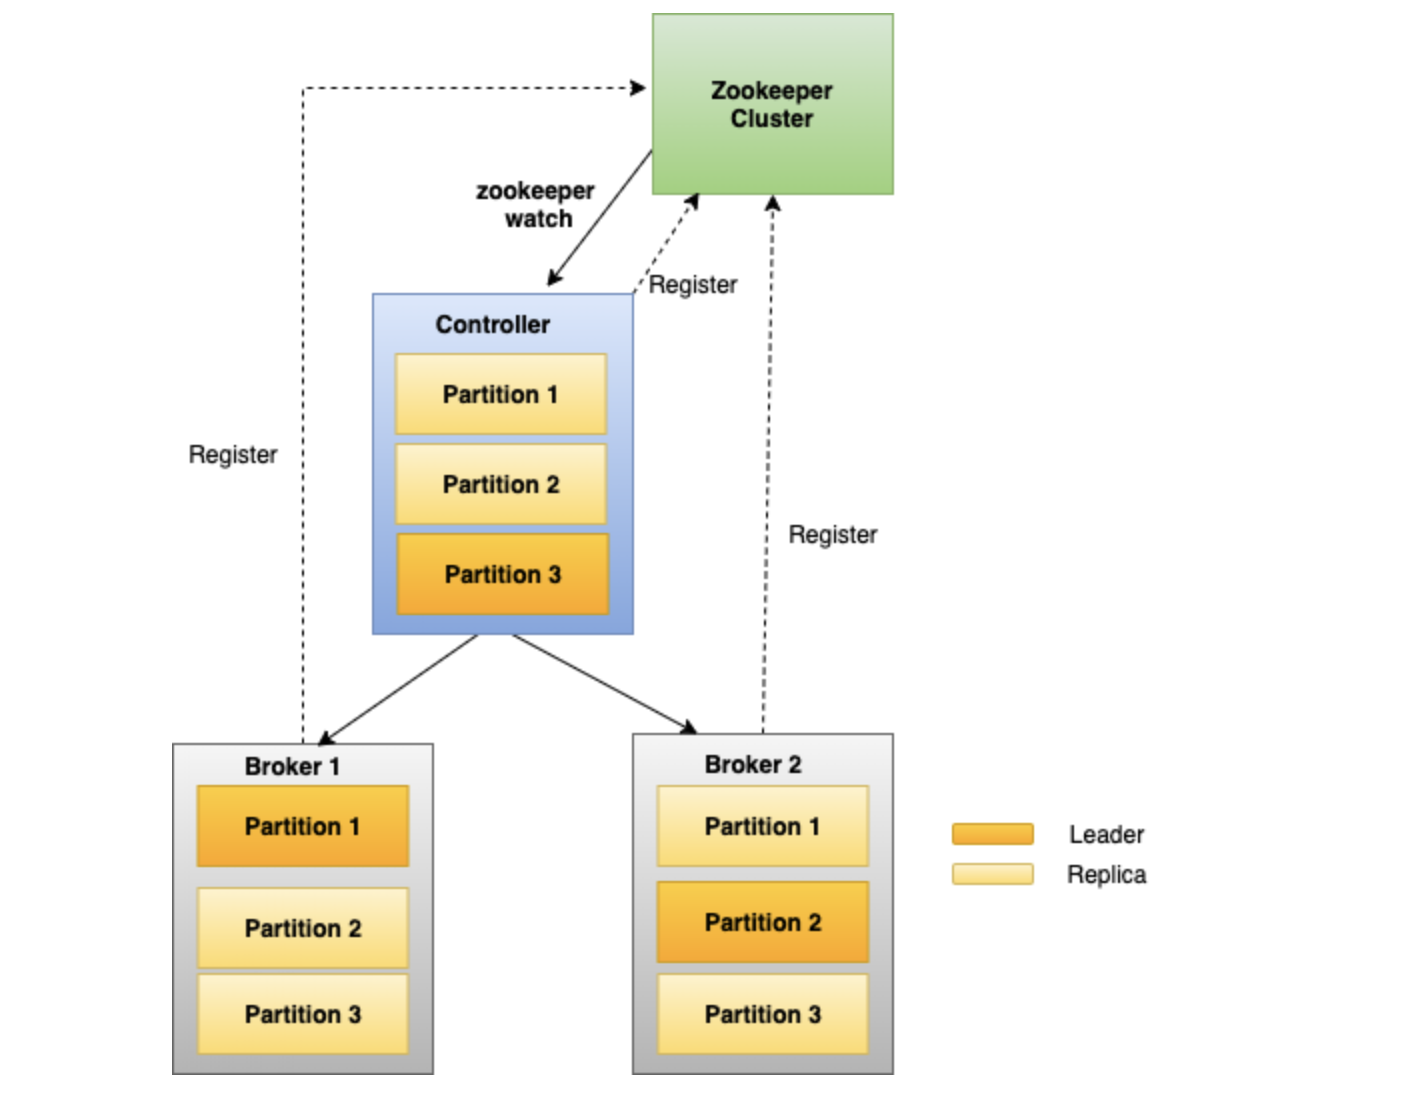 Zookeeper
Cluster
zookeeper
watch
Register
Controller
Partition 1
Partition 2
Partition 3
Register
Register
Broker 1
Partition 1
Partition 2
Partition 3
Broker 2
Partition 1
Partition 2
Partition 3
Leader
Replica